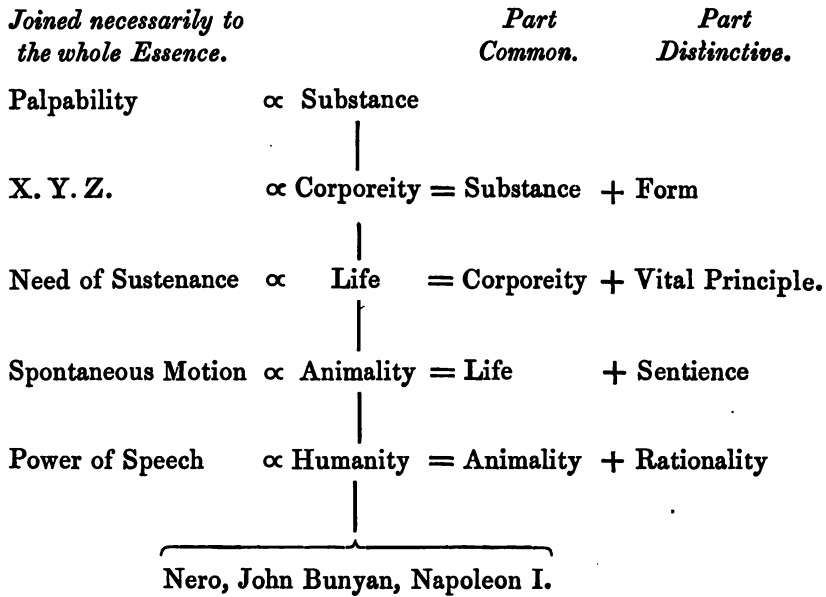 Joined necessarily to Part Part
the whole Essence. Common. Distinctive.
Palpability ∝ Substance
X. Y. Z. ∝ Corporeity = Substance + Form
Need of Sustenance ∝ Life = Corporeity + Vital Principle.
Spontaneous Motion ∝ Animality = Life + Sentience
Power of Speech ∝ Humanity = Animality + Rationality
Nero, John Bunyan, Napoleon I.